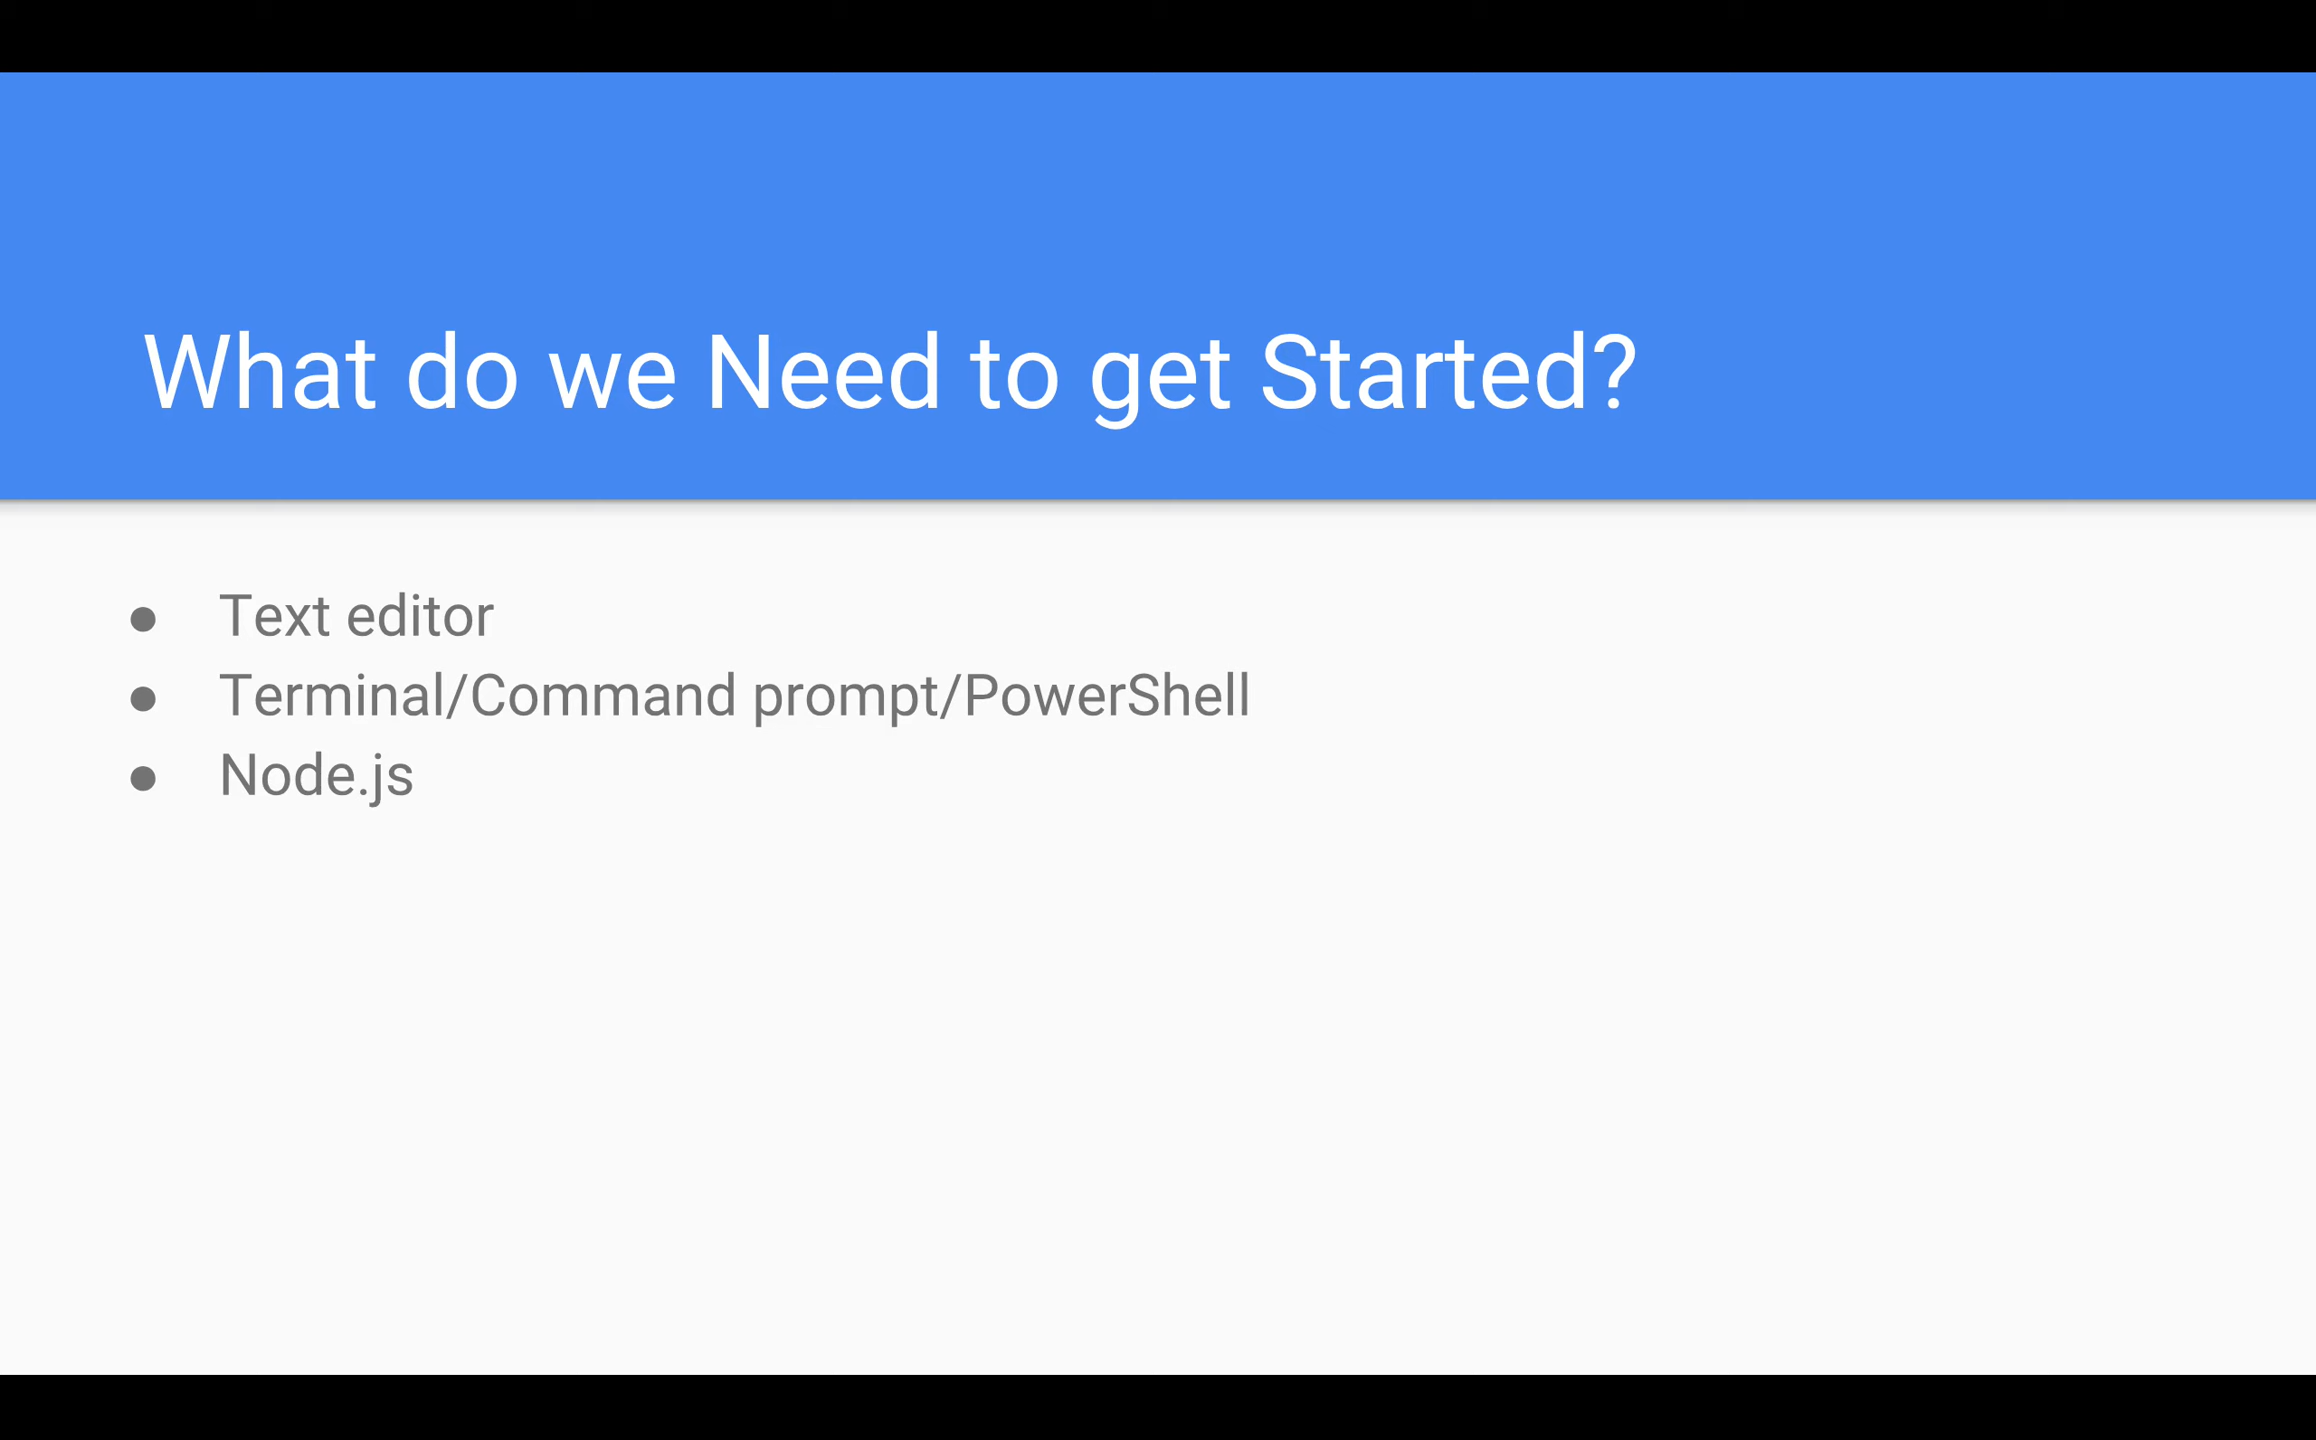 What do we Need to get Started?
● Text editor
● Terminal/Command prompt/PowerShell
● Node.js